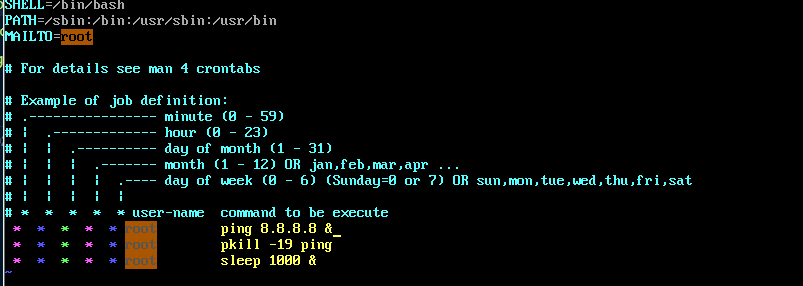 SHELL=/bin/bash
PATH=/sbin:/bin:/usr/sbin:/usr/bin
MAILTO=root

# For details see man 4 crontabs

# Example of job definition:
# .---------------- minute (0 - 59)
# |  .------------- hour (0 - 23)
# |  |  .---------- day of month (1 - 31)
# |  |  |  .------- month (1 - 12) OR jan,feb,mar,apr ...
# |  |  |  |  .---- day of week (0 - 6) (Sunday=0 or 7) OR sun,mon,tue,wed,thu,fri,sat
# |  |  |  |  |
# *  *  *  *  * user-name  command to be execute
  *  *  *  *  * root       ping 8.8.8.8 &
  *  *  *  *  * root       pkill -19 ping
  *  *  *  *  * root       sleep 1000 &
~